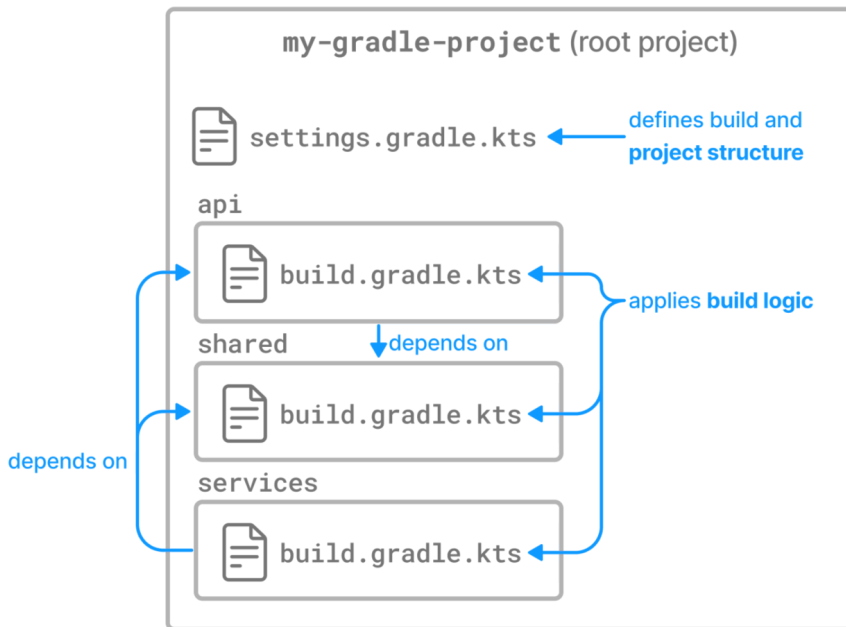 my-gradle-project (root project)
settings.gradle.kts
defines build and
project structure
api
build.gradle.kts
applies build logic
depends on
shared
build.gradle.kts
depends on
services
build.gradle.kts